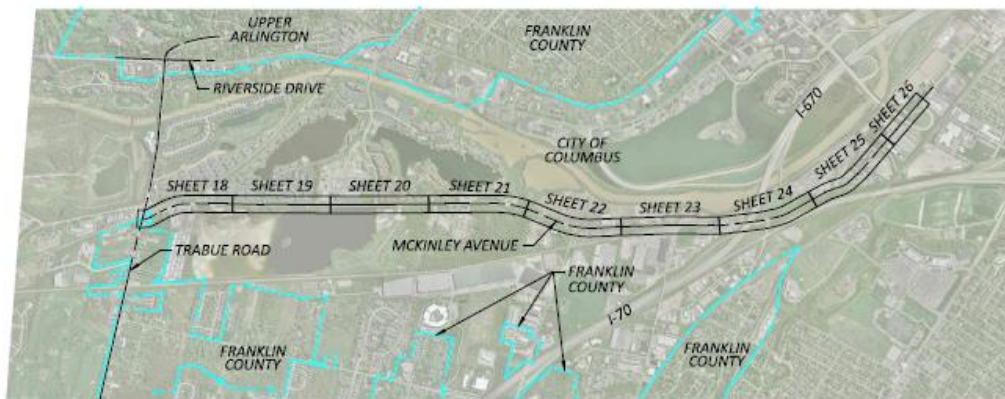 UPPER
ARLINGTON
FRANKLIN
COUNTY
RIVERSIDE DRIVE
I-670
CITY OF
COLUMBUS
SHEET 18
SHEET 19
SHEET 20
SHEET 21
SHEET 22
SHEET 23
SHEET 24
SHEET 25
SHEET 26
TRABUE ROAD
MCKINLEY AVENUE
FRANKLIN
COUNTY
I-70
FRANKLIN
COUNTY
FRANKLIN
COUNTY